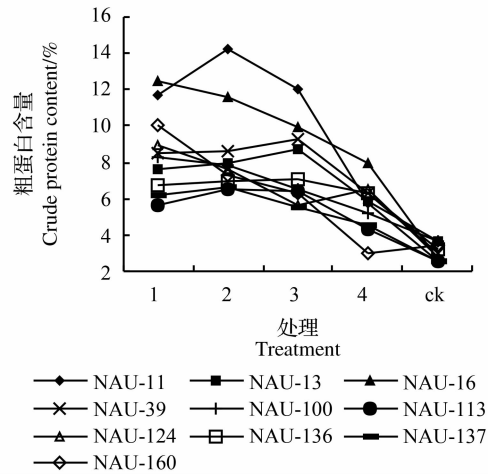 16
14
12
10
8
6
4
2
粗蛋白含量
Crude protein content/%
1 2 3 4 ck
处理
Treatment
NAU-11 NAU-13 NAU-16
NAU-39 NAU-100 NAU-113
NAU-124 NAU-136 NAU-137
NAU-160